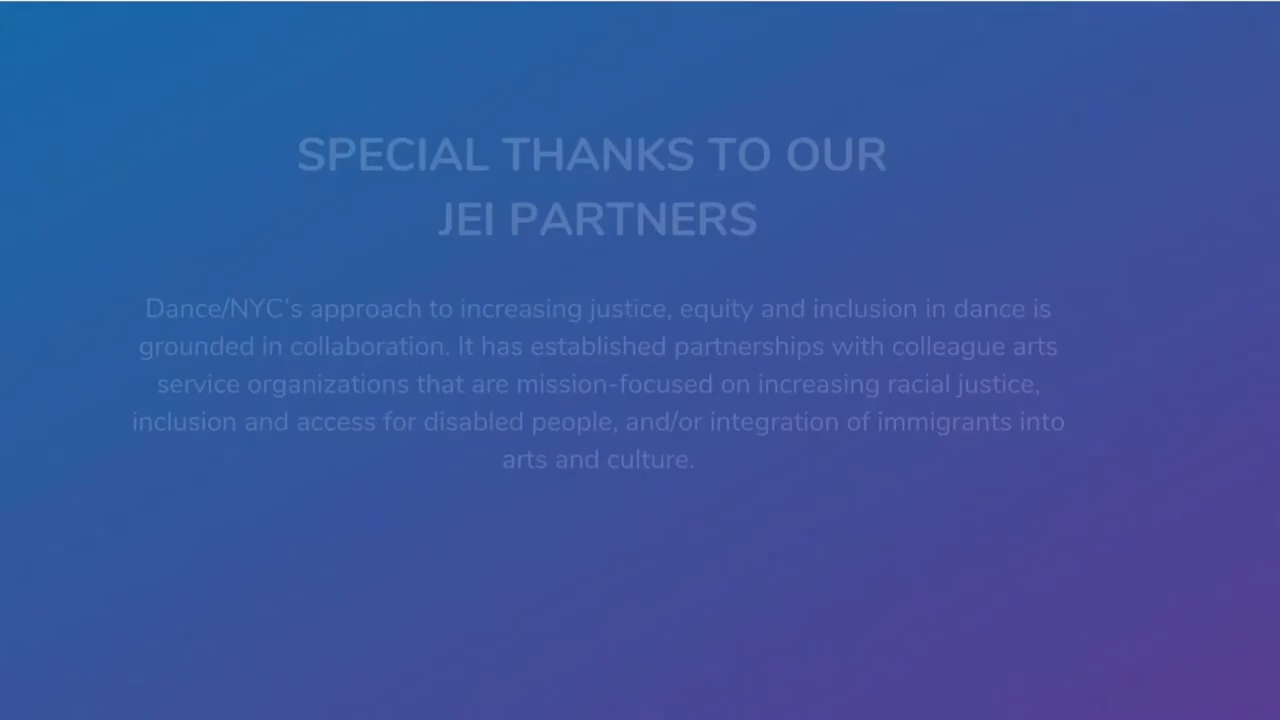 SPECIAL THANKS TO OUR
JEI PARTNERS
Dance/NYC's approach to increasing justice, equity and inclusion in dance is
grounded in collaboration. It has established partnerships with colleague arts
service organizations that are mission-focused on increasing racial justice,
inclusion and access for disabled people, and/or integration of immigrants into
arts and culture.